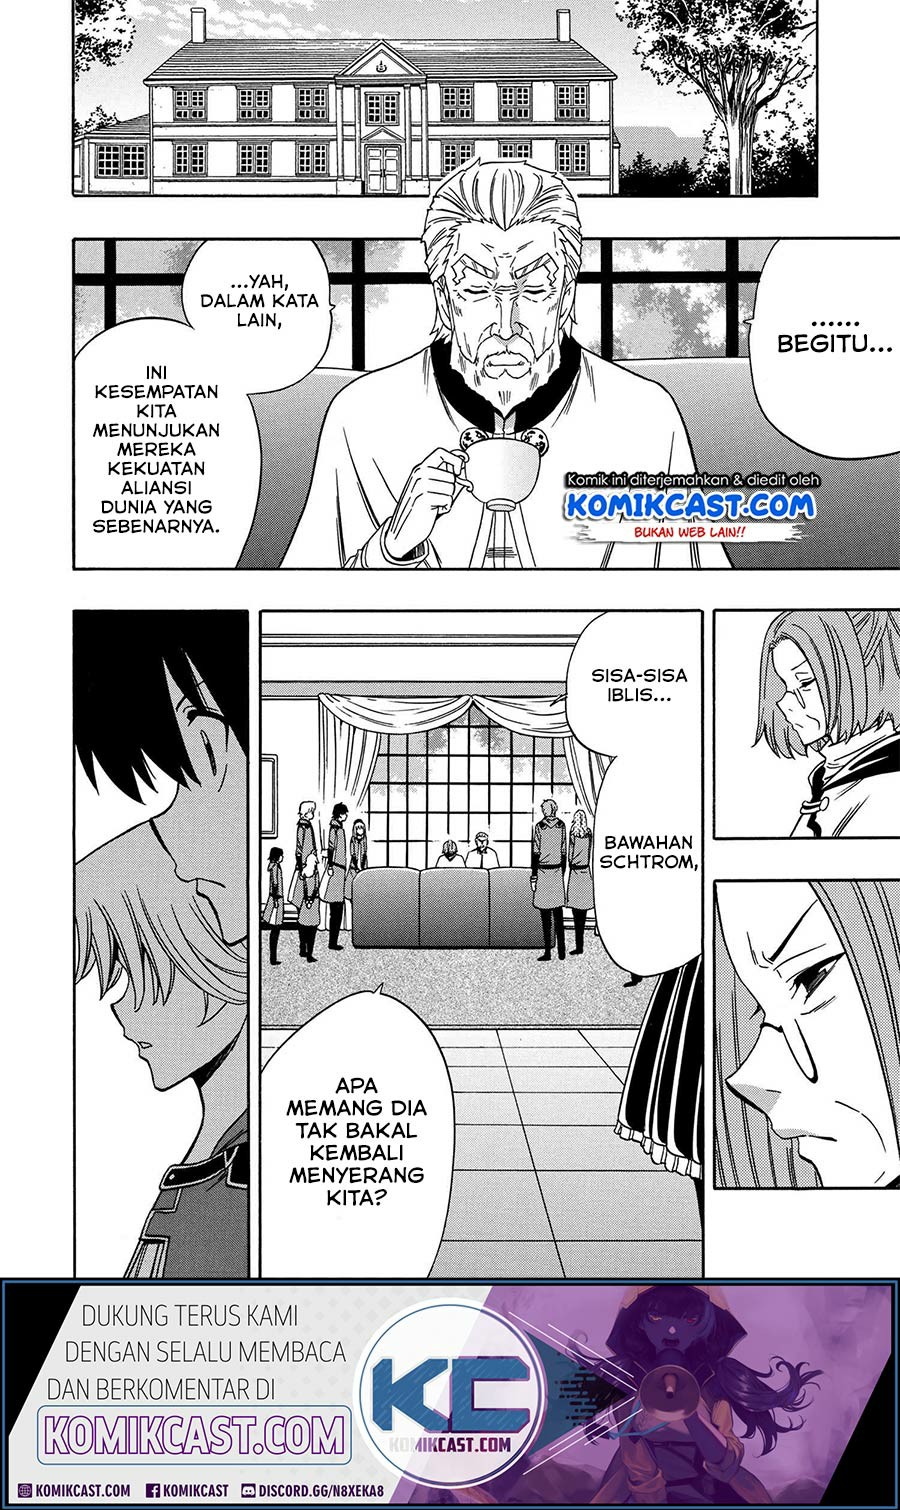 ......
BEGITU...
...YAH,
DALAM KATA
LAIN,
INI
KESEMPATAN
KITA
MENUNJUKAN
MEREKA
KEKUATAN
ALIANSI
DUNIA YANG
SEBENARNYA.
Komik ini diterjemahkan & diedit oleh
KOMIKCAST.COM
BUKAN WEB LAIN!!
SISA-SISA
IBLIS...
BAWAHAN
SCHTROM,
APA
MEMANG DIA
TAK BAKAL
KEMBALI
MENYERANG
KITA?
DUKUNG TERUS KAMI
DENGAN SELALU MEMBACA
DAN BERKOMENTAR DI
KOMIKCAST.COM
KC
KOMIKCAST.COM
KOMIKCAST.COM
KOMIKCAST
DISCORD.GG/N8XEKA8